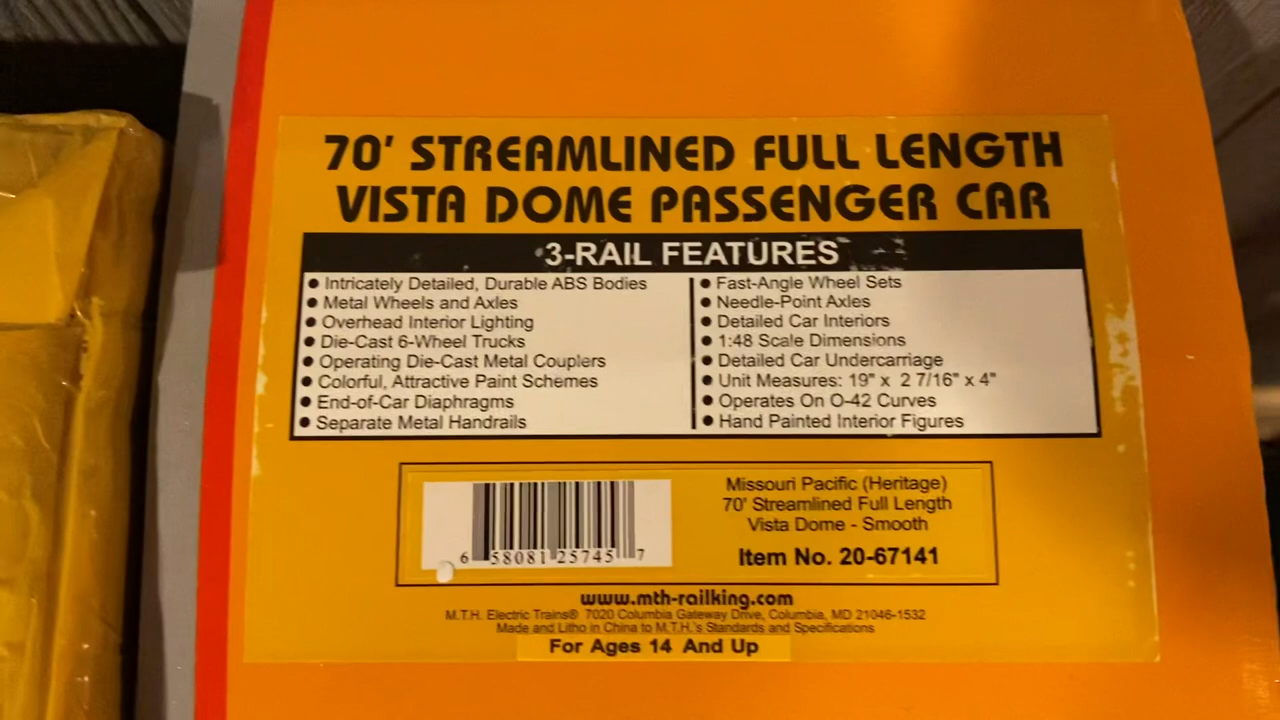 70' STREAMLINED FULL LENGTH
VISTA DOME PASSENGER CAR
3-RAIL FEATURES
● Intricately Detailed, Durable ABS Bodies
● Metal Wheels and Axles
● Overhead Interior Lighting
● Die-Cast 6-Wheel Trucks
● Operating Die-Cast Metal Couplers
● Colorful, Attractive Paint Schemes
● End-of-Car Diaphragms
● Separate Metal Handrails
● Fast-Angle Wheel Sets
● Needle-Point Axles
● Detailed Car Interiors
● 1:48 Scale Dimensions
● Detailed Car Undercarriage
● Unit Measures: 19" x 2 7/16" x 4"
● Operates On O-42 Curves
● Hand Painted Interior Figures
6 58081 25745 7
Missouri Pacific (Heritage)
70' Streamlined Full Length
Vista Dome - Smooth
Item No. 20-67141
www.mth-railking.com
M.T.H. Electric Trains® 7020 Columbia Gateway Drive, Columbia, MD 21046-1532
Made and Litho in China to M.T.H.'s Standards and Specifications
For Ages 14 And Up